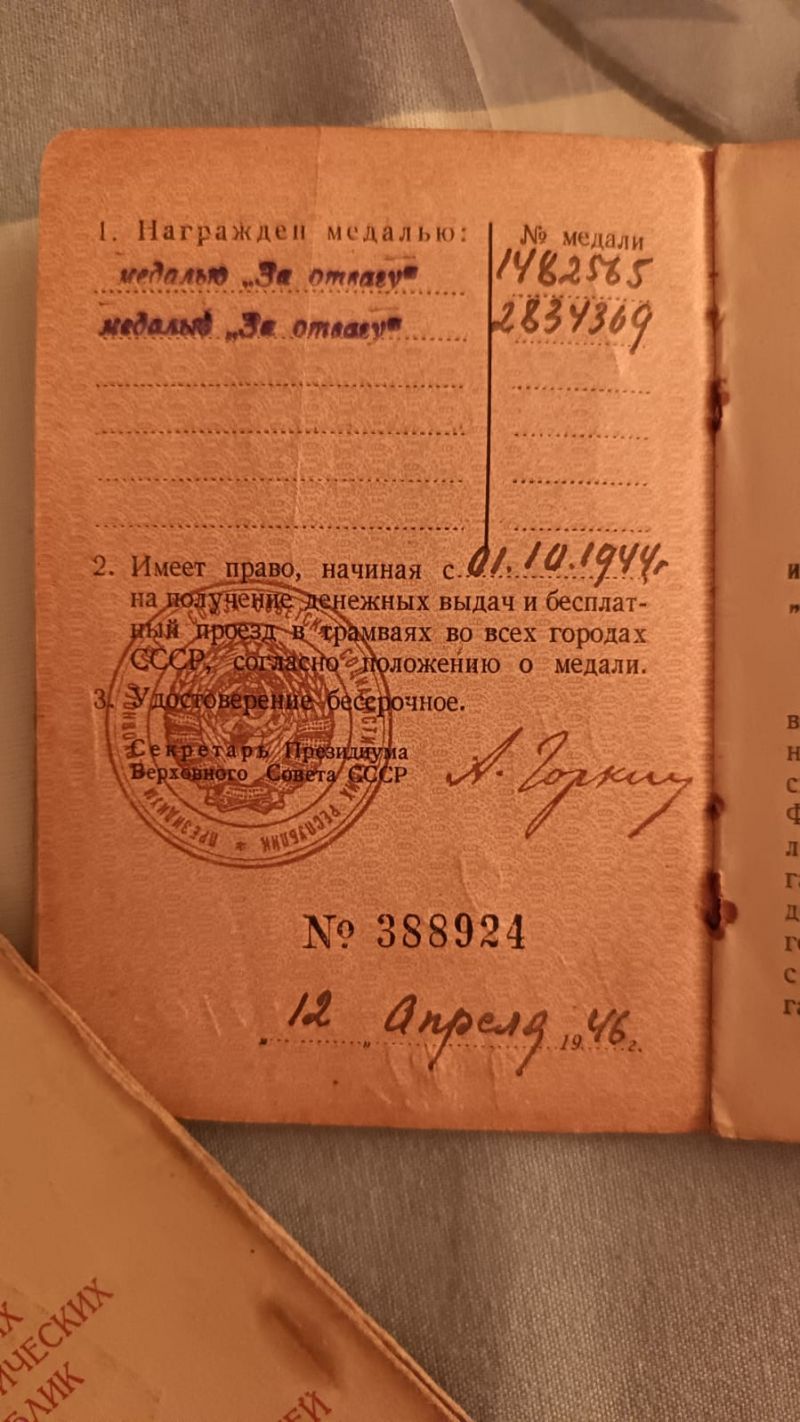 1. Награжден медалью:
№ медали
медалью „За отвагу"
1482565
медалью „За отвагу"
2834369
2. Имеет право, начиная с 01.10.1944г
на получение денежных выдач и бесплат-
ный проезд в трамваях во всех городах
СССР, согласно положению о медали.
3. Удостоверение бессрочное.
Секретарь Президиума
Верховного Совета СССР
А. Горкин
№ 388924
„12" Апреля 1946 г.